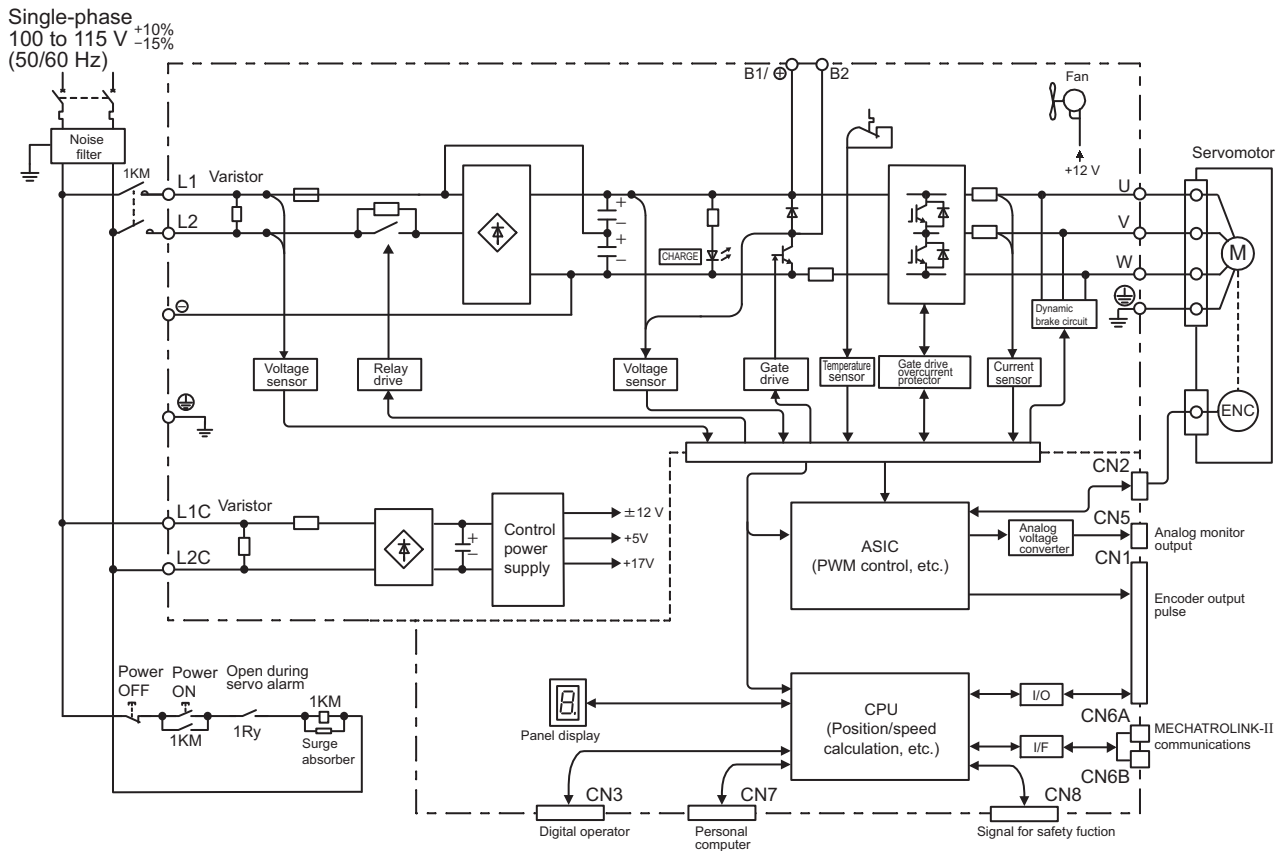 Single-phase
100 to 115 V +10% −15%
(50/60 Hz)
B1/ ⊕
B2
Fan
+12 V
Noise
filter
Servomotor
1KM
L1
Varistor
U
L2
V
+
−
+
−
CHARGE
W
M
⊖
Dynamic
brake circuit
Voltage
sensor
Relay
drive
Voltage
sensor
Gate
drive
Temperature
sensor
Gate drive
overcurrent
protector
Current
sensor
ENC
CN2
L1C
Varistor
L2C
+
−
Control
power
supply
±12 V
+5V
+17V
ASIC
(PWM control, etc.)
Analog
voltage
converter
CN5
Analog monitor
output
CN1
Encoder output
pulse
Power
OFF
Power
ON
Open during
servo alarm
1KM
1KM
1Ry
Surge
absorber
8.
Panel display
CPU
(Position/speed
calculation, etc.)
I/O
CN6A
I/F
MECHATROLINK-II
communications
CN6B
CN3
CN7
CN8
Digital operator
Personal
computer
Signal for safety fuction